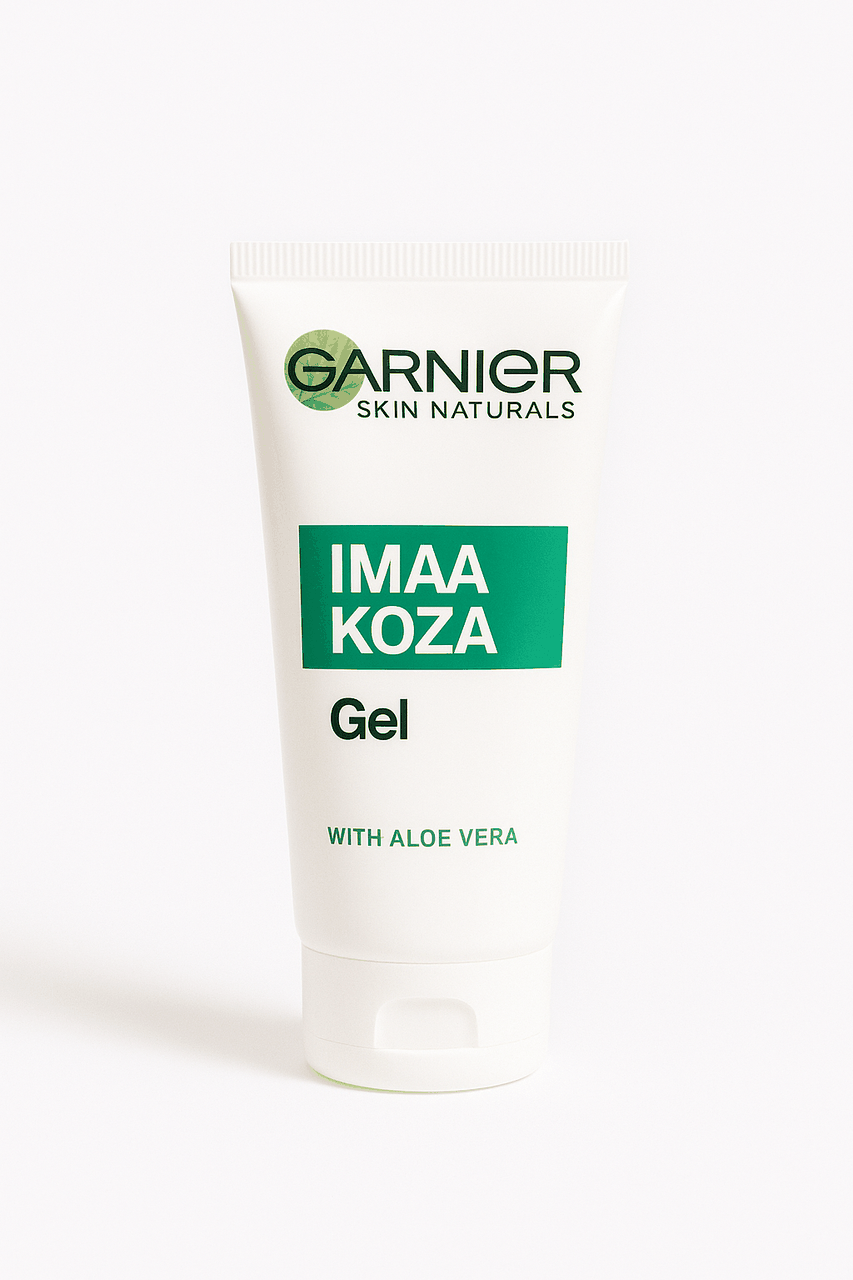 GARNIER
SKIN NATURALS
IMAA
KOZA
Gel
WITH ALOE VERA